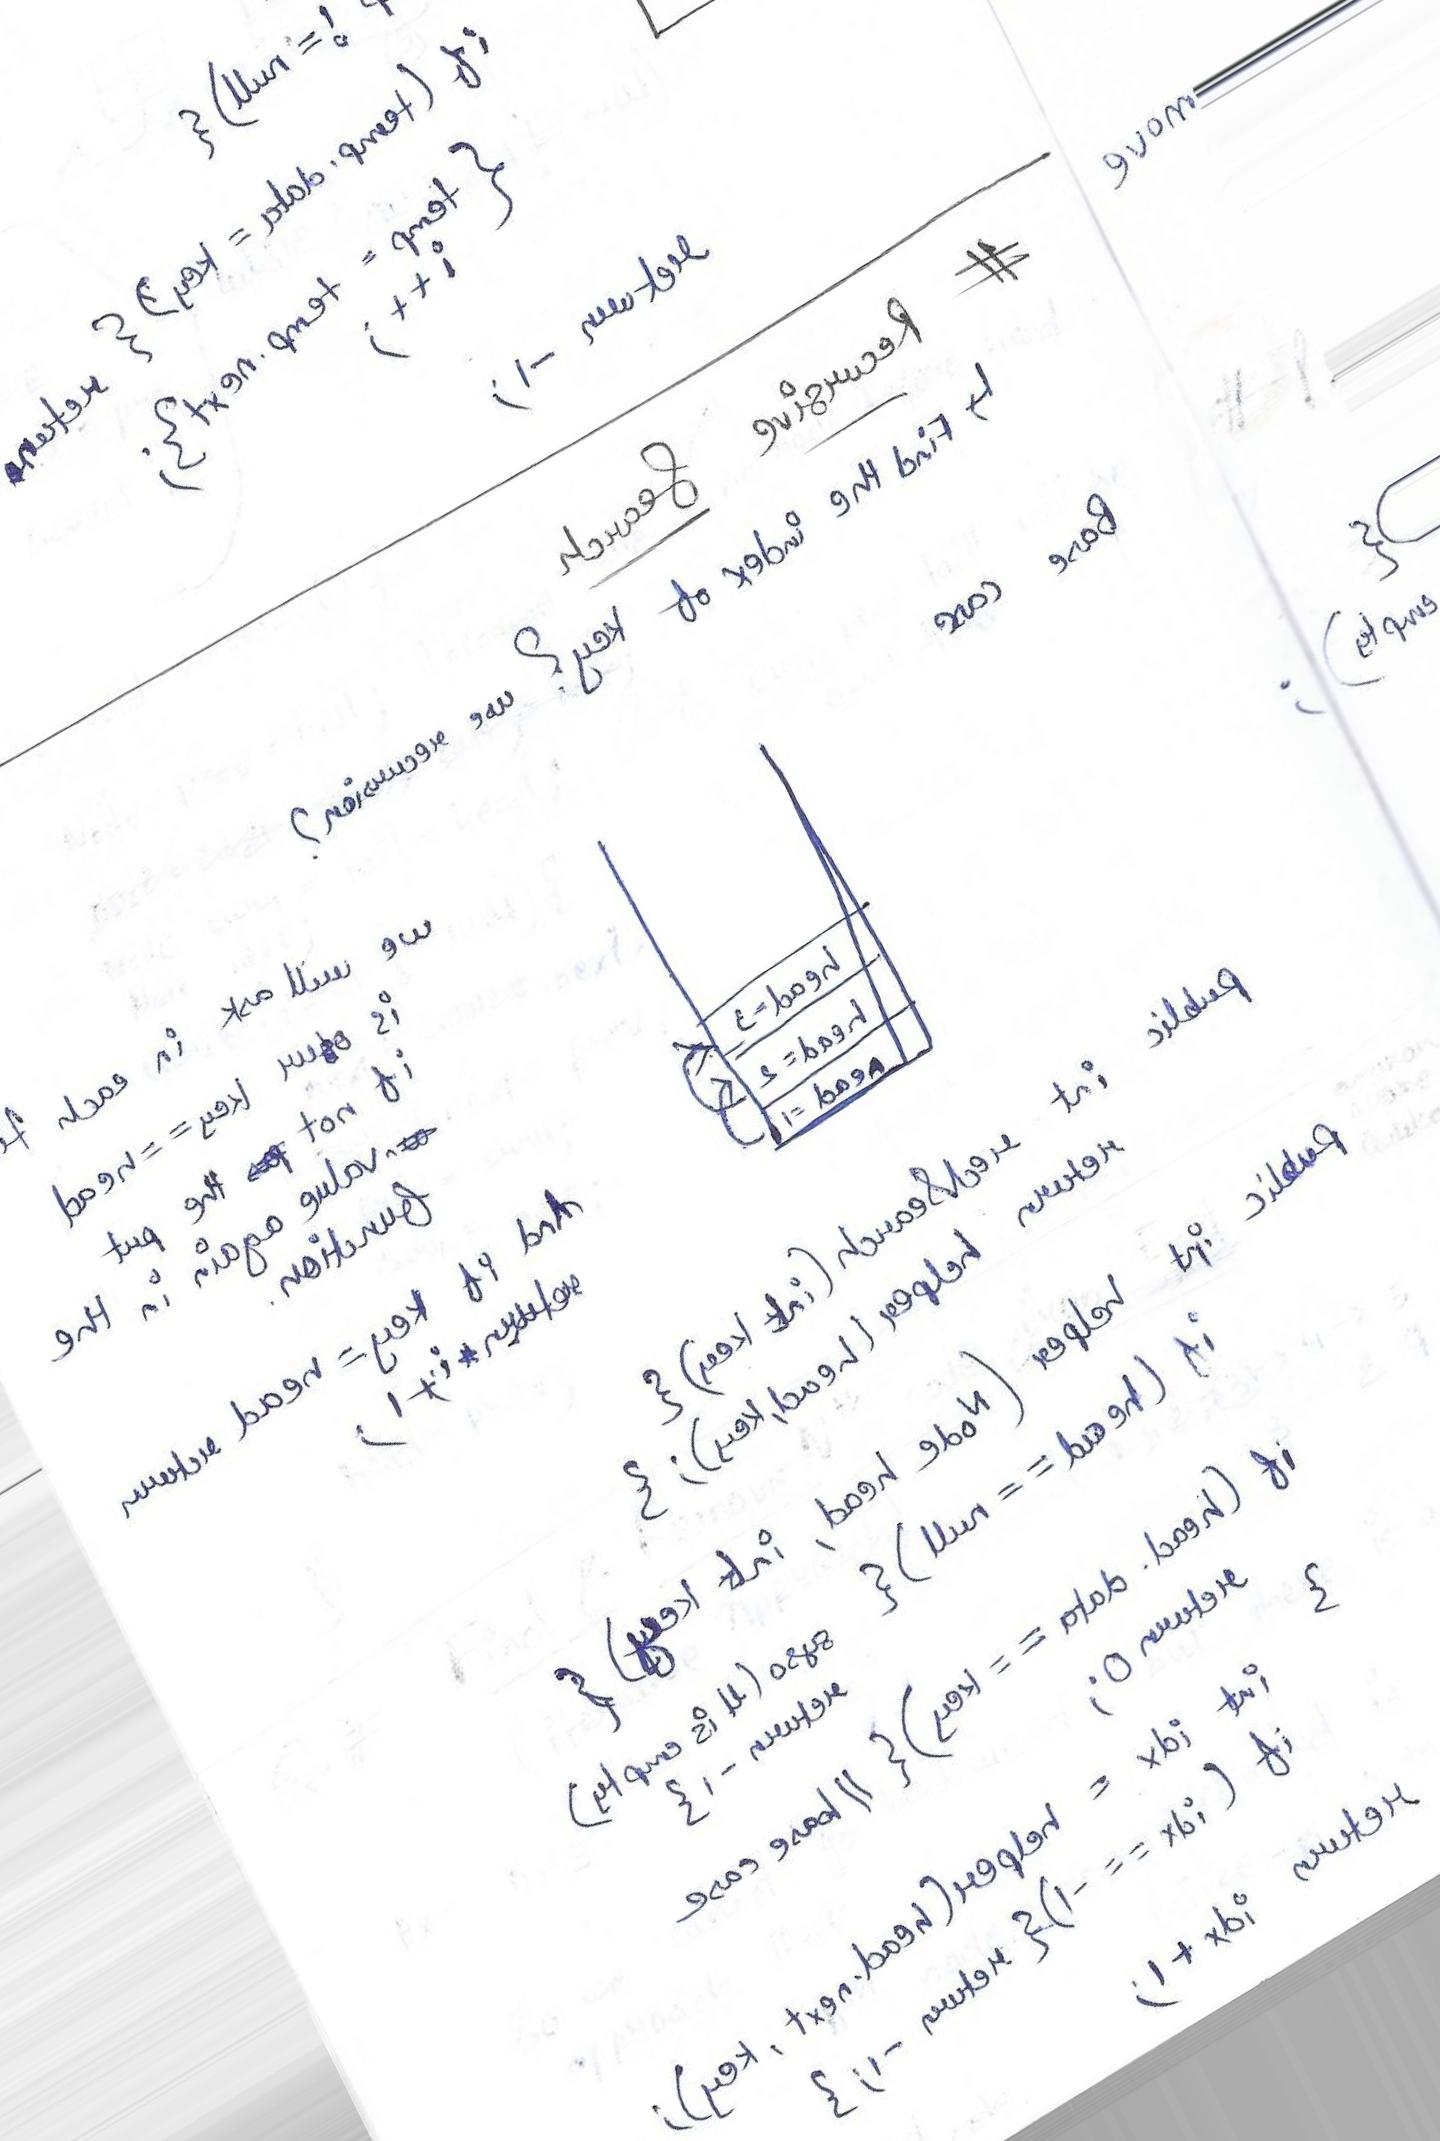 != null) {
if (temp.data = key) { return
temp = temp.next };
i++;
}
return -1;
# Recursive Search
* Find the index of key? use recursion?
Base case
head=3
head=2
head=1
we will ask in each
is our key == head
if not the put
value again in the
function.
And if key = head return
return i+1;
public int recSearch (int key) {
return helper (head, key); }
public int helper (Node head, int key) {
if (head == null) {
(ll is empty)
return -1 }
if (head.data == key) { // base case
return 0;
}
int idx = helper (head.next, key);
if (idx == -1) { return -1; }
return idx + 1;
move
#
{
empty)
;